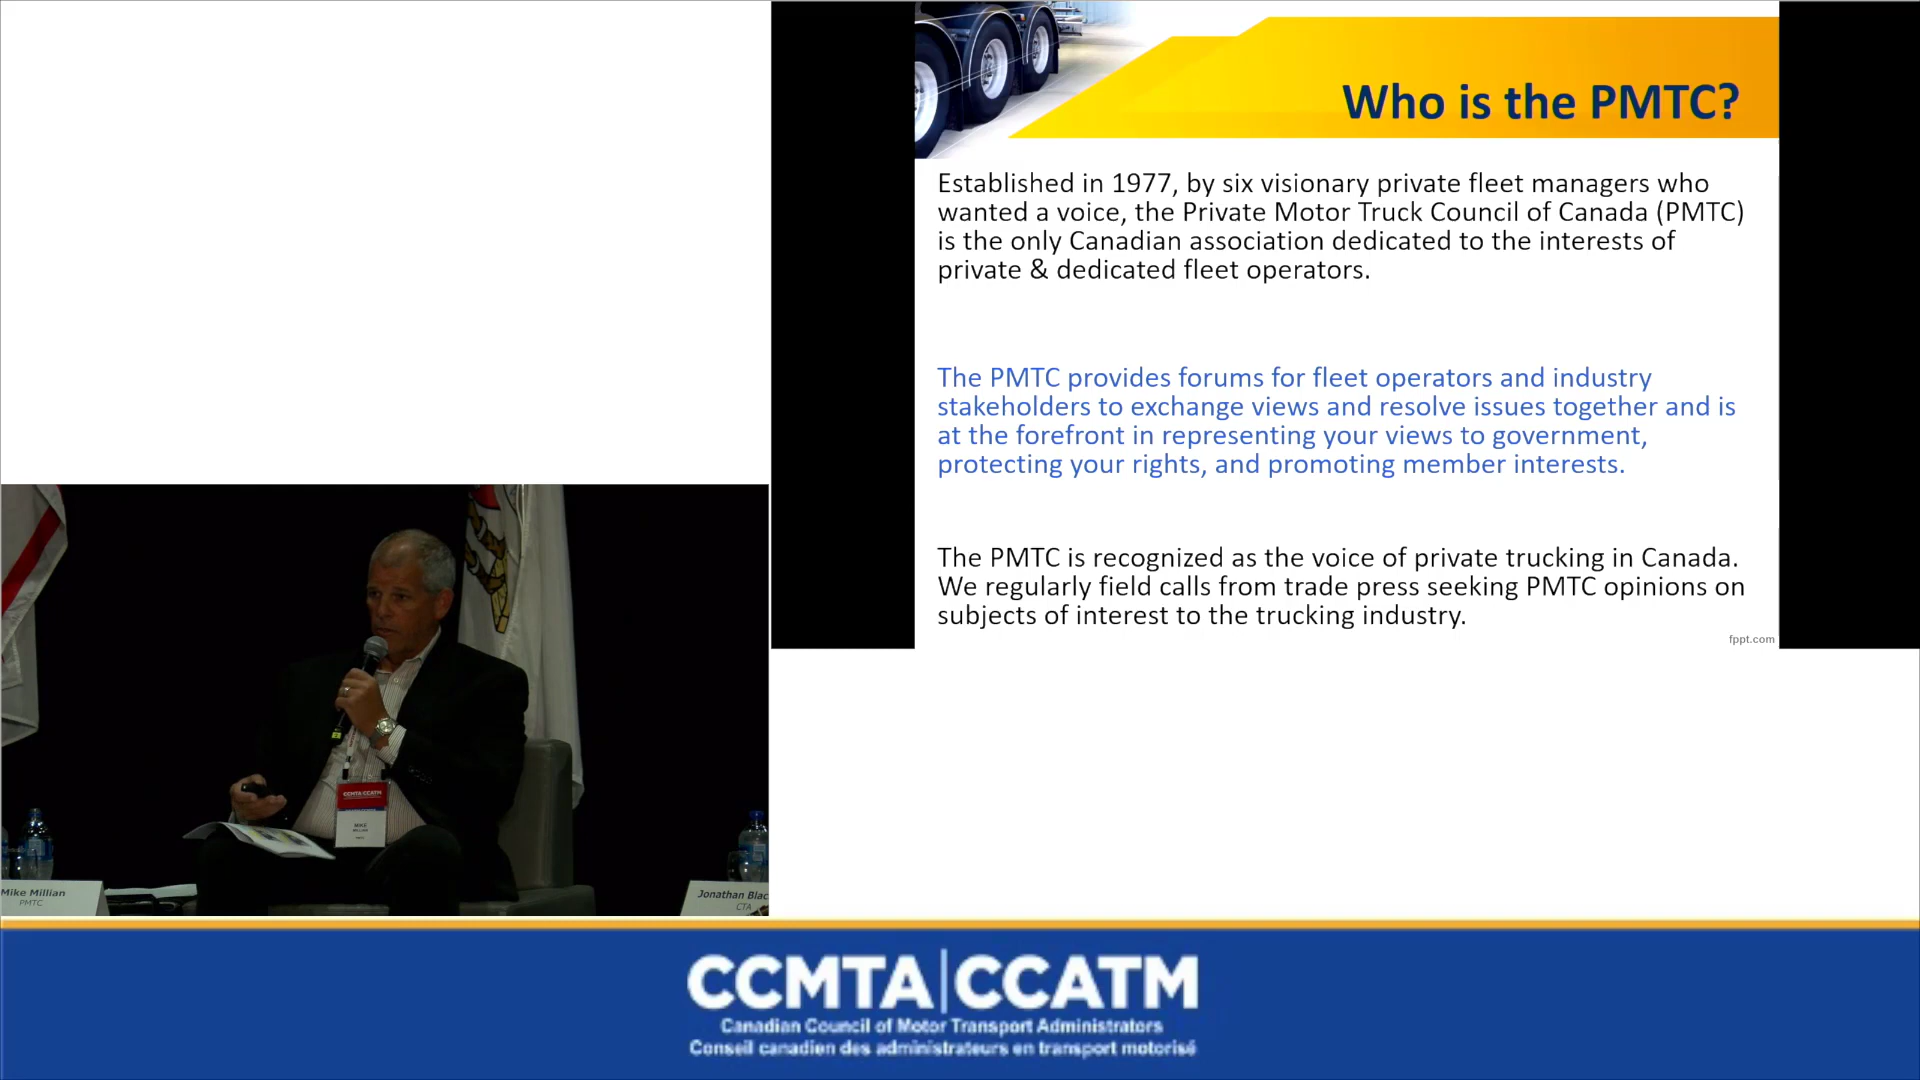 Who is the PMTC?
Established in 1977, by six visionary private fleet managers who
wanted a voice, the Private Motor Truck Council of Canada (PMTC)
is the only Canadian association dedicated to the interests of
private & dedicated fleet operators.
The PMTC provides forums for fleet operators and industry
stakeholders to exchange views and resolve issues together and is
at the forefront in representing your views to government,
protecting your rights, and promoting member interests.
The PMTC is recognized as the voice of private trucking in Canada.
We regularly field calls from trade press seeking PMTC opinions on
subjects of interest to the trucking industry.
fppt.com
CCMTA|CCATM
MIKE
MILLIAN
Mike Millian
PMTC
Jonathan Blac
CTA
CCMTA|CCATM
Canadian Council of Motor Transport Administrators
Conseil canadien des administrateurs en transport motorisé